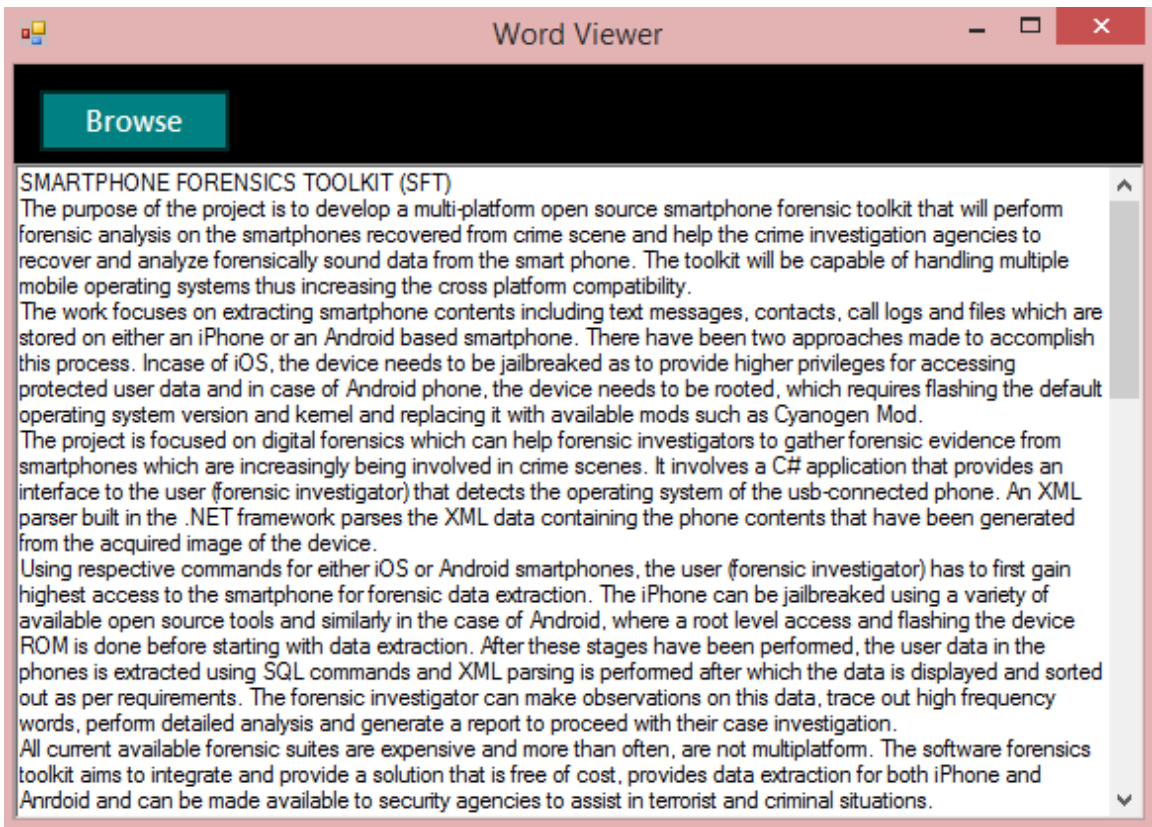 Word Viewer
Browse
SMARTPHONE FORENSICS TOOLKIT (SFT)
The purpose of the project is to develop a multi-platform open source smartphone forensic toolkit that will perform
forensic analysis on the smartphones recovered from crime scene and help the crime investigation agencies to
recover and analyze forensically sound data from the smart phone. The toolkit will be capable of handling multiple
mobile operating systems thus increasing the cross platform compatibility.
The work focuses on extracting smartphone contents including text messages, contacts, call logs and files which are
stored on either an iPhone or an Android based smartphone. There have been two approaches made to accomplish
this process. Incase of iOS, the device needs to be jailbreaked as to provide higher privileges for accessing
protected user data and in case of Android phone, the device needs to be rooted, which requires flashing the default
operating system version and kernel and replacing it with available mods such as Cyanogen Mod.
The project is focused on digital forensics which can help forensic investigators to gather forensic evidence from
smartphones which are increasingly being involved in crime scenes. It involves a C# application that provides an
interface to the user (forensic investigator) that detects the operating system of the usb-connected phone. An XML
parser built in the .NET framework parses the XML data containing the phone contents that have been generated
from the acquired image of the device.
Using respective commands for either iOS or Android smartphones, the user (forensic investigator) has to first gain
highest access to the smartphone for forensic data extraction. The iPhone can be jailbreaked using a variety of
available open source tools and similarly in the case of Android, where a root level access and flashing the device
ROM is done before starting with data extraction. After these stages have been performed, the user data in the
phones is extracted using SQL commands and XML parsing is performed after which the data is displayed and sorted
out as per requirements. The forensic investigator can make observations on this data, trace out high frequency
words, perform detailed analysis and generate a report to proceed with their case investigation.
All current available forensic suites are expensive and more than often, are not multiplatform. The software forensics
toolkit aims to integrate and provide a solution that is free of cost, provides data extraction for both iPhone and
Anrdoid and can be made available to security agencies to assist in terrorist and criminal situations.